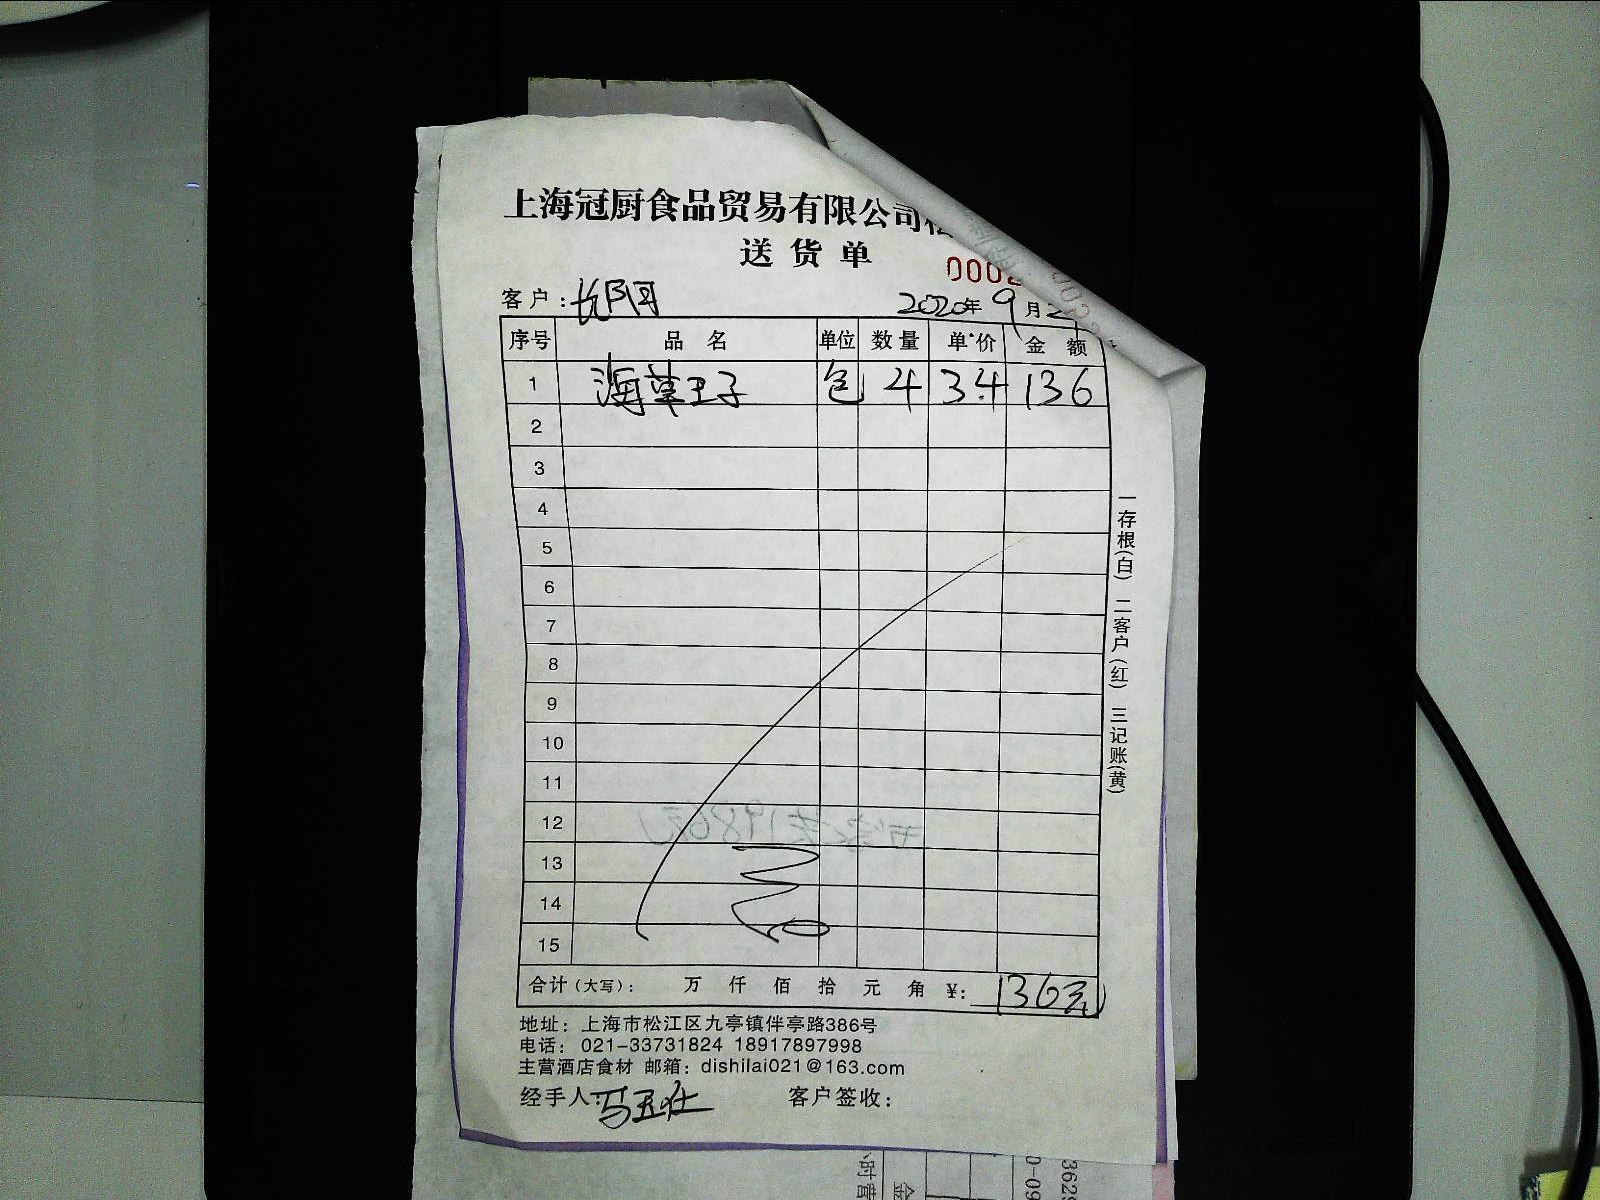 上海冠厨食品贸易有限公司
送货单
0002
客户：
2020年9月
序号 品名 单位 数量 单价 金额
1 海草王子 包 4 34 136
2
3
4
5
6
7
8
9
10
11
12
13
14
15
合计（大写）： 万 仟 佰 拾 元 角 ¥：136元
地址：上海市松江区九亭镇伴亭路386号
电话：021-33731824 18917897998
主营酒店食材 邮箱：dishilai021@163.com
经手人： 客户签收：
一存根(白) 二客户(红) 三记账(黄)